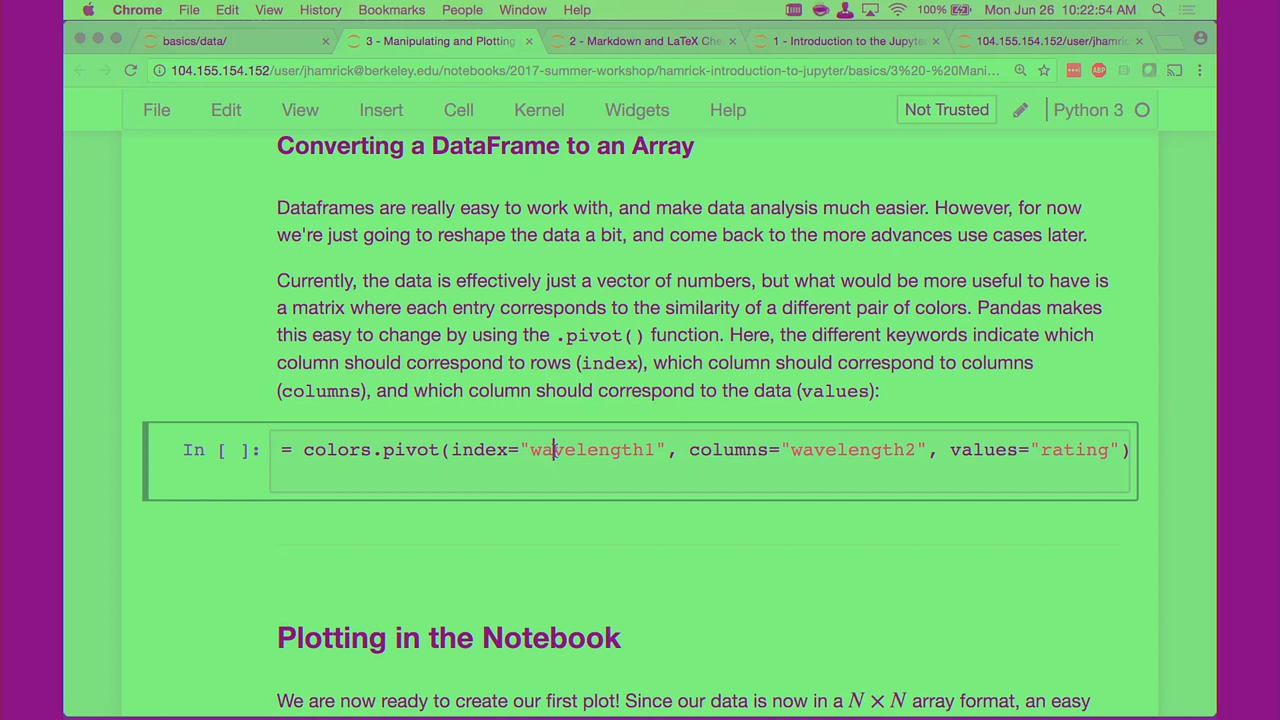 Chrome File Edit View History Bookmarks People Window Help 100% Mon Jun 26 10:22:54 AM
basics/data/ 3 - Manipulating and Plotting 2 - Markdown and LaTeX Che 1 - Introduction to the Jupyter 104.155.154.152/user/jhamric
104.155.154.152/user/jhamrick@berkeley.edu/notebooks/2017-summer-workshop/hamrick-introduction-to-jupyter/basics/3%20-%20Mani...
File Edit View Insert Cell Kernel Widgets Help Not Trusted Python 3
Converting a DataFrame to an Array
Dataframes are really easy to work with, and make data analysis much easier. However, for now
we're just going to reshape the data a bit, and come back to the more advances use cases later.
Currently, the data is effectively just a vector of numbers, but what would be more useful to have is
a matrix where each entry corresponds to the similarity of a different pair of colors. Pandas makes
this easy to change by using the .pivot() function. Here, the different keywords indicate which
column should correspond to rows (index), which column should correspond to columns
(columns), and which column should correspond to the data (values):
In [ ]: = colors.pivot(index="wavelength1", columns="wavelength2", values="rating")
Plotting in the Notebook
We are now ready to create our first plot! Since our data is now in a N × N array format, an easy